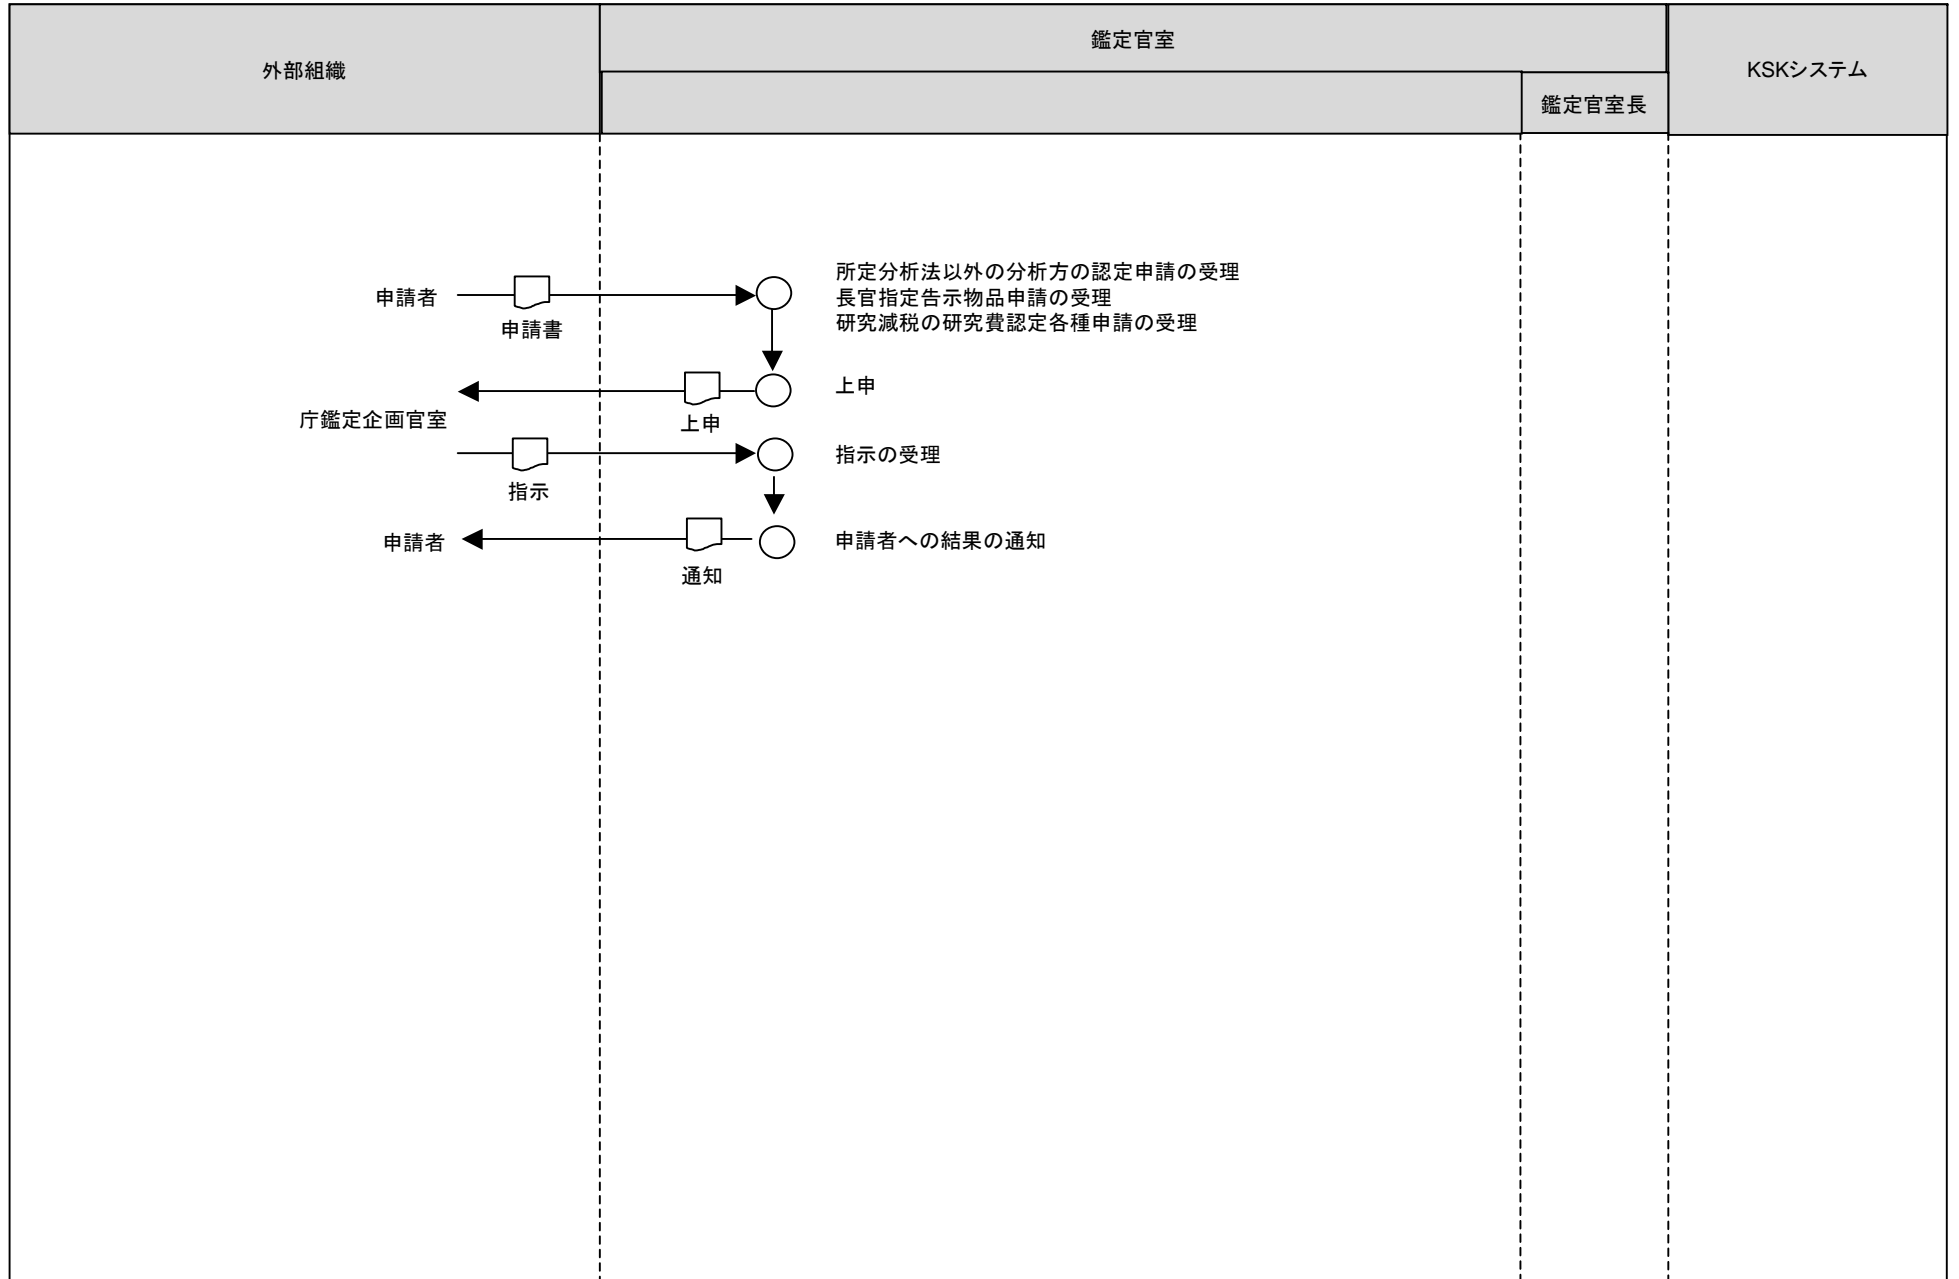 外部組織
鑑定官室
KSKシステム
鑑定官室長
所定分析法以外の分析方の認定申請の受理
申請者
長官指定告示物品申請の受理
研究減税の研究費認定各種申請の受理
申請書
上申
庁鑑定企画官室
上申
指示の受理
指示
申請者
申請者への結果の通知
通知